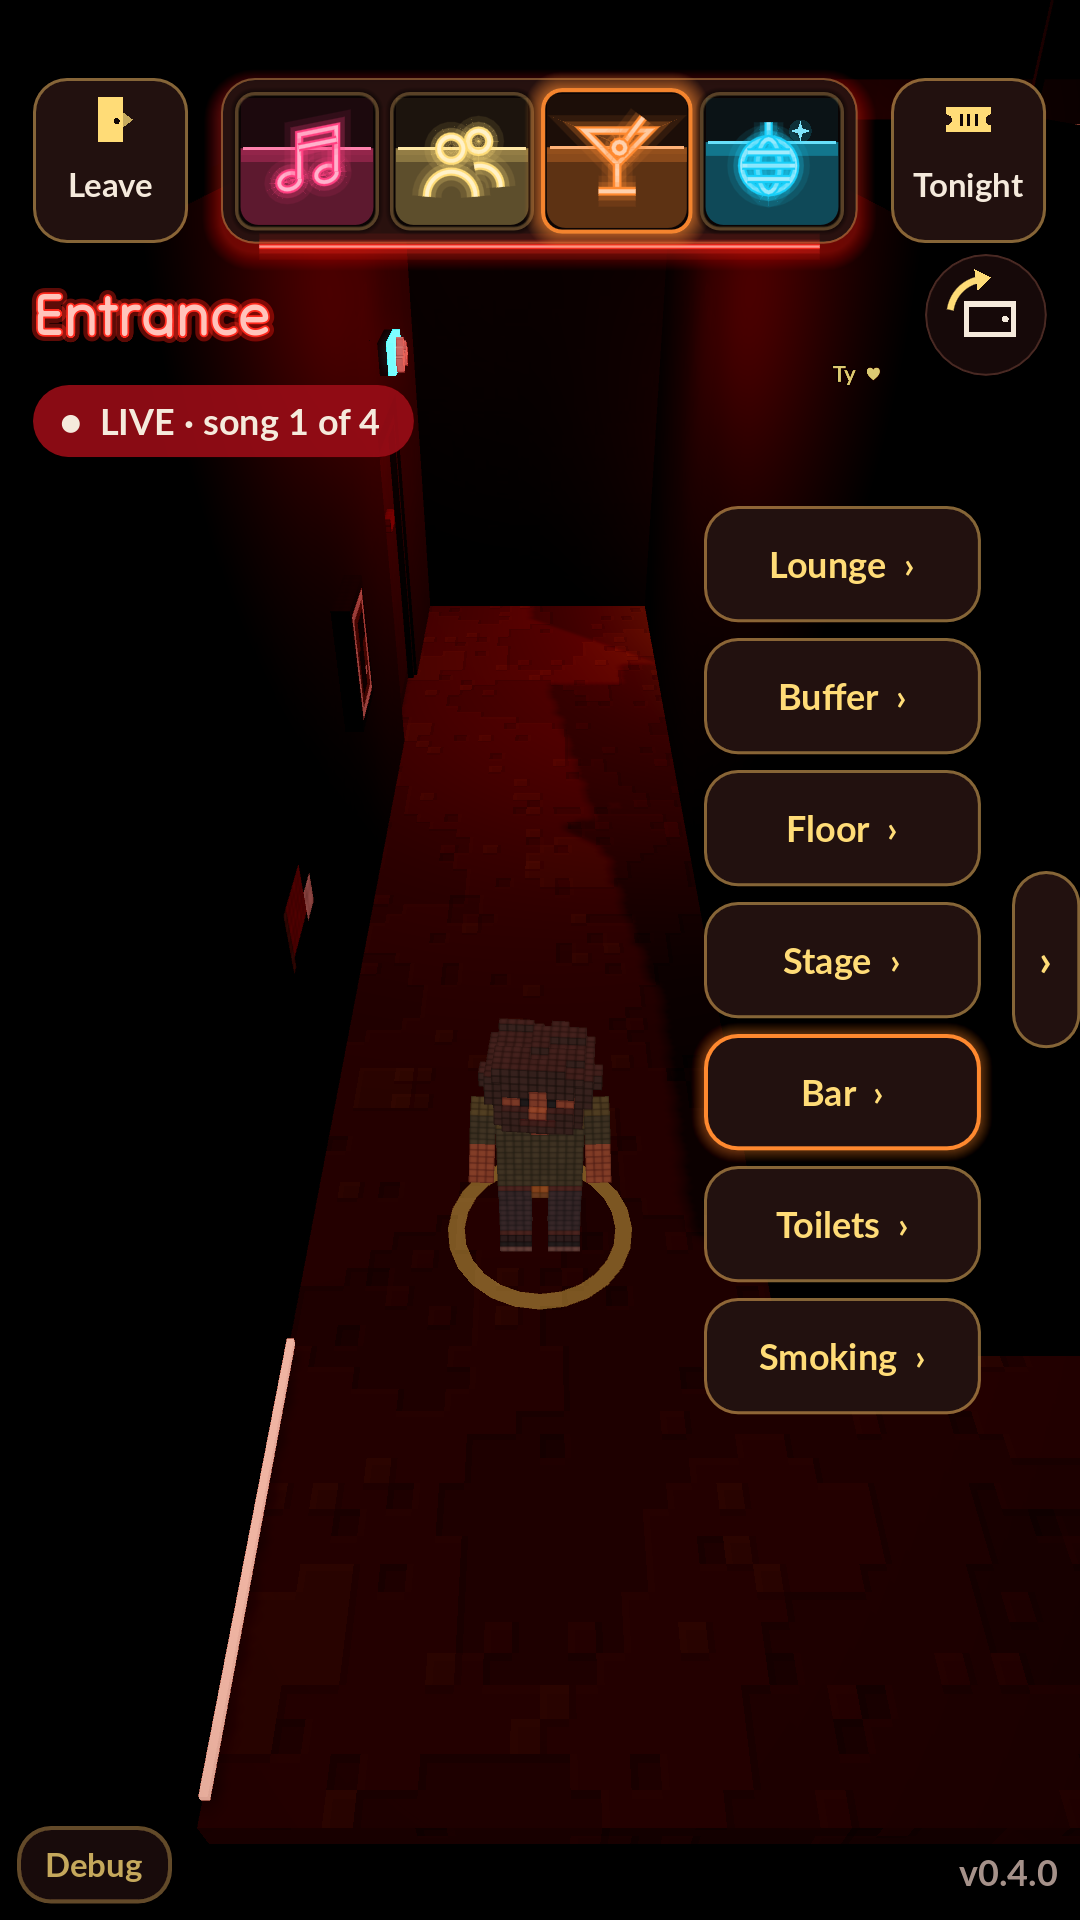 Leave
Tonight
Entrance
Ty ♥
LIVE · song 1 of 4
Lounge ›
Buffer ›
Floor ›
Stage ›
›
Bar ›
Toilets ›
Smoking ›
Debug
v0.4.0